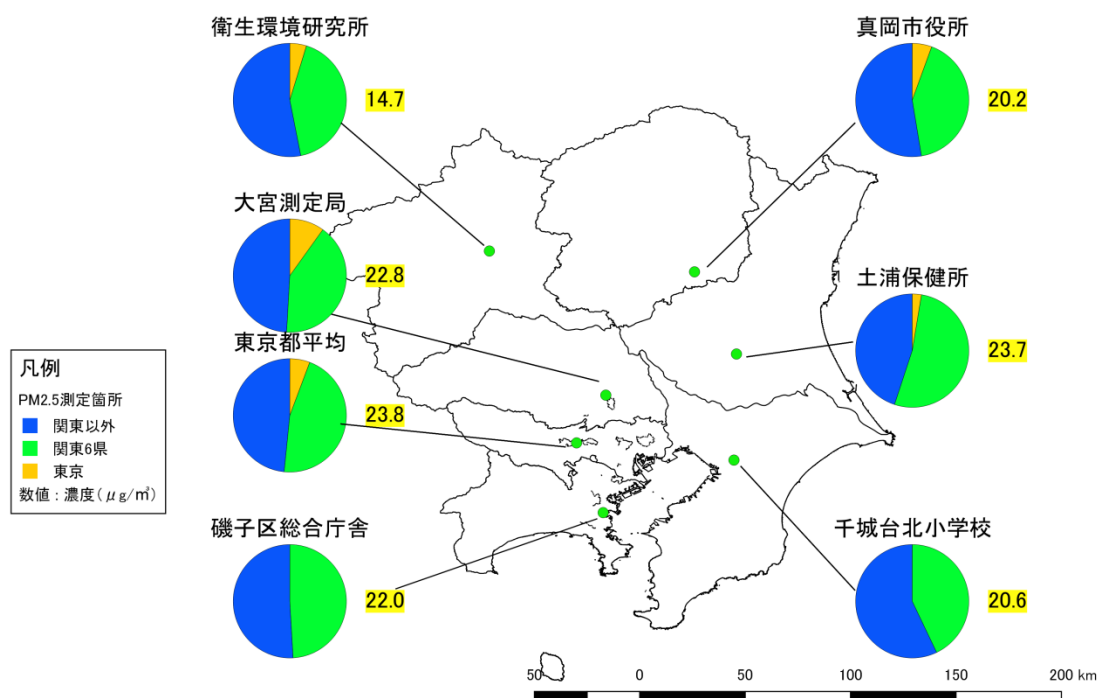 衛生環境研究所
14.7
真岡市役所
20.2
大宮測定局
22.8
土浦保健所
23.7
東京都平均
23.8
凡例
PM2.5測定箇所
関東以外
関東6県
東京
数値：濃度(μg/㎥)
磯子区総合庁舎
22.0
千城台北小学校
20.6
50 0 50 100 150 200 km